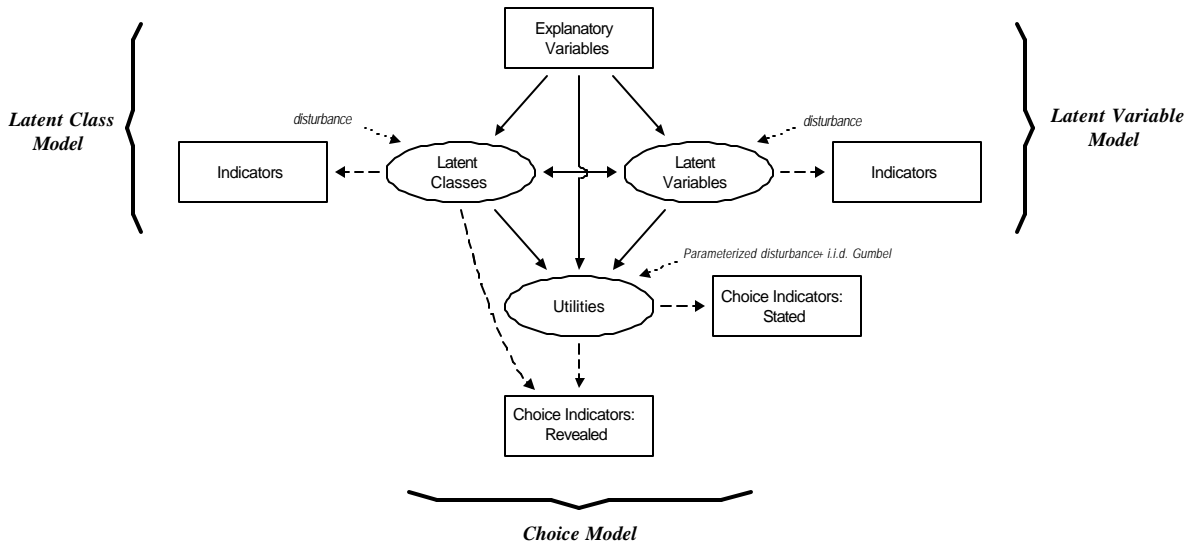 Explanatory
Variables
Latent Class
Model
disturbance
disturbance
Latent Variable
Model
Indicators
Latent
Classes
Latent
Variables
Indicators
Parameterized disturbance+ i.i.d. Gumbel
Utilities
Choice Indicators:
Stated
Choice Indicators:
Revealed
Choice Model